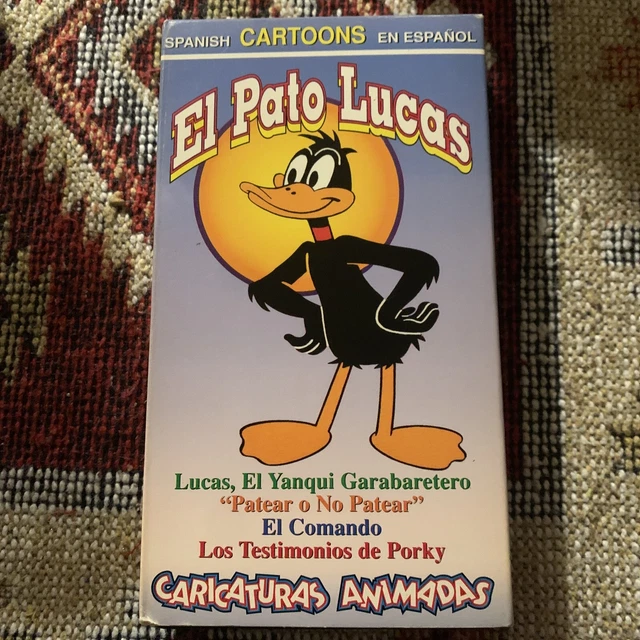 SPANISH CARTOONS EN ESPAÑOL
El Pato Lucas
Lucas, El Yanqui Garabaretero
“Patear o No Patear”
El Comando
Los Testimonios de Porky
CARICATURAS ANIMADAS